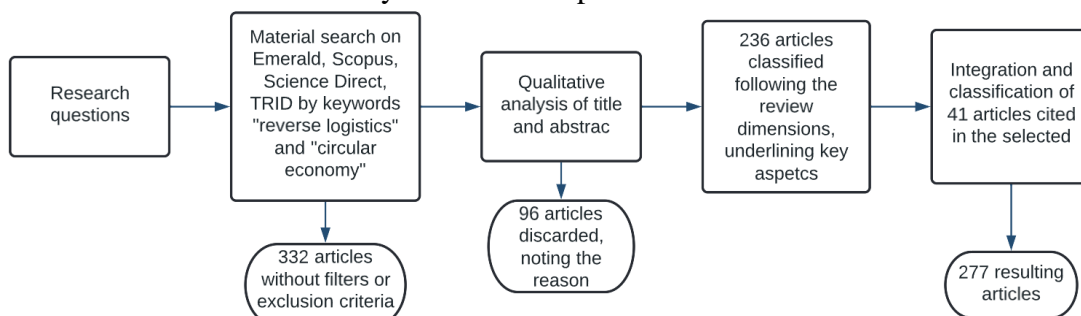 Research
questions
Material search on
Emerald, Scopus,
Science Direct,
TRID by keywords
"reverse logistics"
and "circular
economy"
332 articles
without filters or
exclusion criteria
Qualitative
analysis of title
and abstrac
96 articles
discarded,
noting the
reason
236 articles
classified
following the
review
dimensions,
underlining key
aspetcs
Integration and
classification of
41 articles cited
in the selected
277 resulting
articles